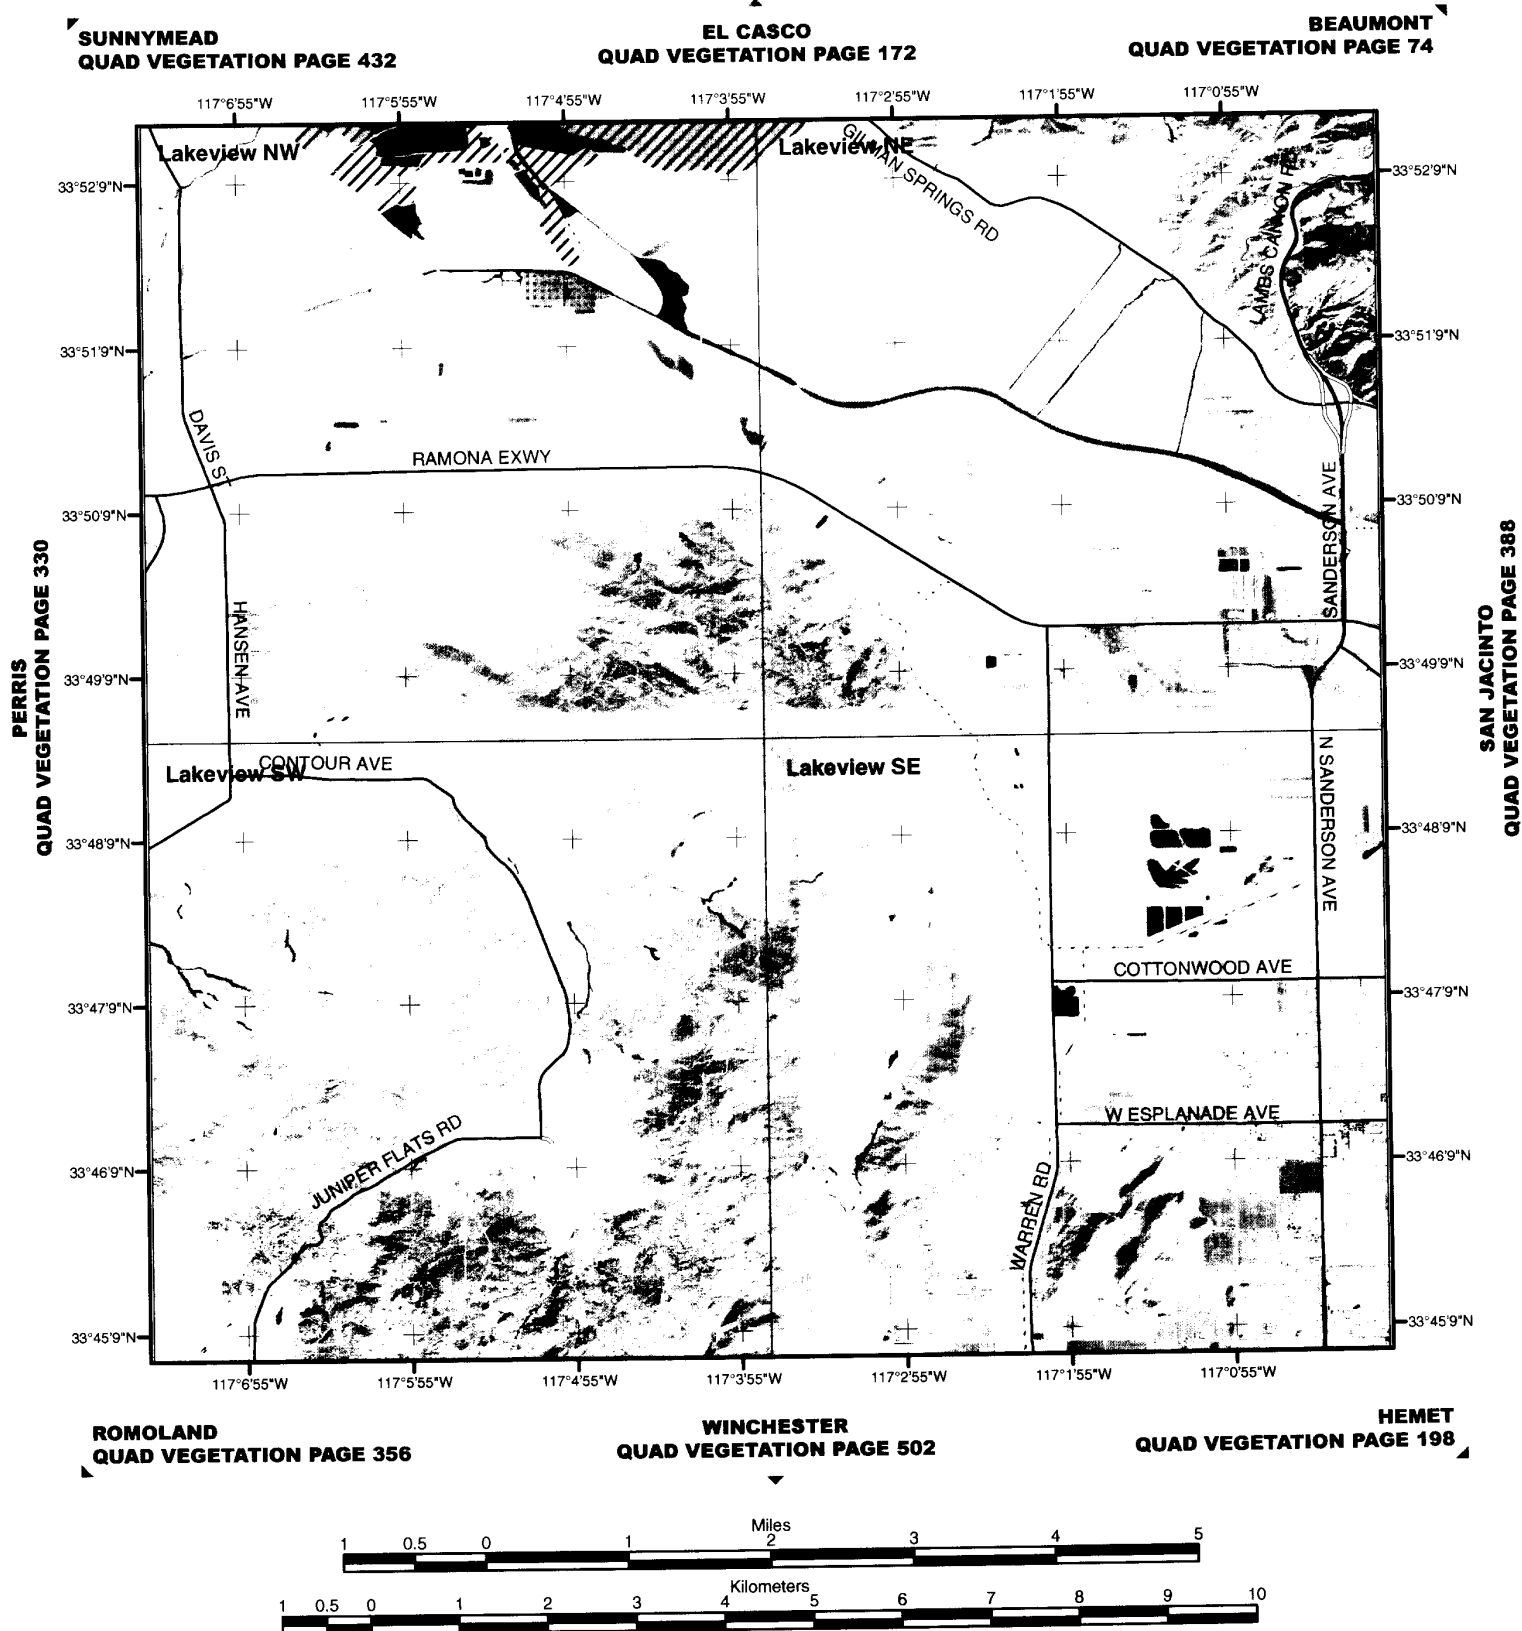 SUNNYMEAD
QUAD VEGETATION PAGE 432
EL CASCO
QUAD VEGETATION PAGE 172
BEAUMONT
QUAD VEGETATION PAGE 74
117°6'55"W
117°5'55"W
117°4'55"W
117°3'55"W
117°2'55"W
117°1'55"W
117°0'55"W
Lakeview NW
Lakeview NE
GILMAN SPRINGS RD
LAMBS CANYON RD
33°52'9"N
33°52'9"N
33°51'9"N
33°51'9"N
DAVIS ST
RAMONA EXWY
SANDERSON AVE
33°50'9"N
33°50'9"N
PERRIS
QUAD VEGETATION PAGE 330
SAN JACINTO
QUAD VEGETATION PAGE 388
HANSEN AVE
33°49'9"N
33°49'9"N
Lakeview SW
CONTOUR AVE
Lakeview SE
N SANDERSON AVE
33°48'9"N
33°48'9"N
COTTONWOOD AVE
33°47'9"N
33°47'9"N
W ESPLANADE AVE
JUNIPER FLATS RD
WARREN RD
33°46'9"N
33°46'9"N
33°45'9"N
33°45'9"N
117°6'55"W
117°5'55"W
117°4'55"W
117°3'55"W
117°2'55"W
117°1'55"W
117°0'55"W
ROMOLAND
QUAD VEGETATION PAGE 356
WINCHESTER
QUAD VEGETATION PAGE 502
HEMET
QUAD VEGETATION PAGE 198
Miles
1 0.5 0 1 2 3 4 5
Kilometers
1 0.5 0 1 2 3 4 5 6 7 8 9 10